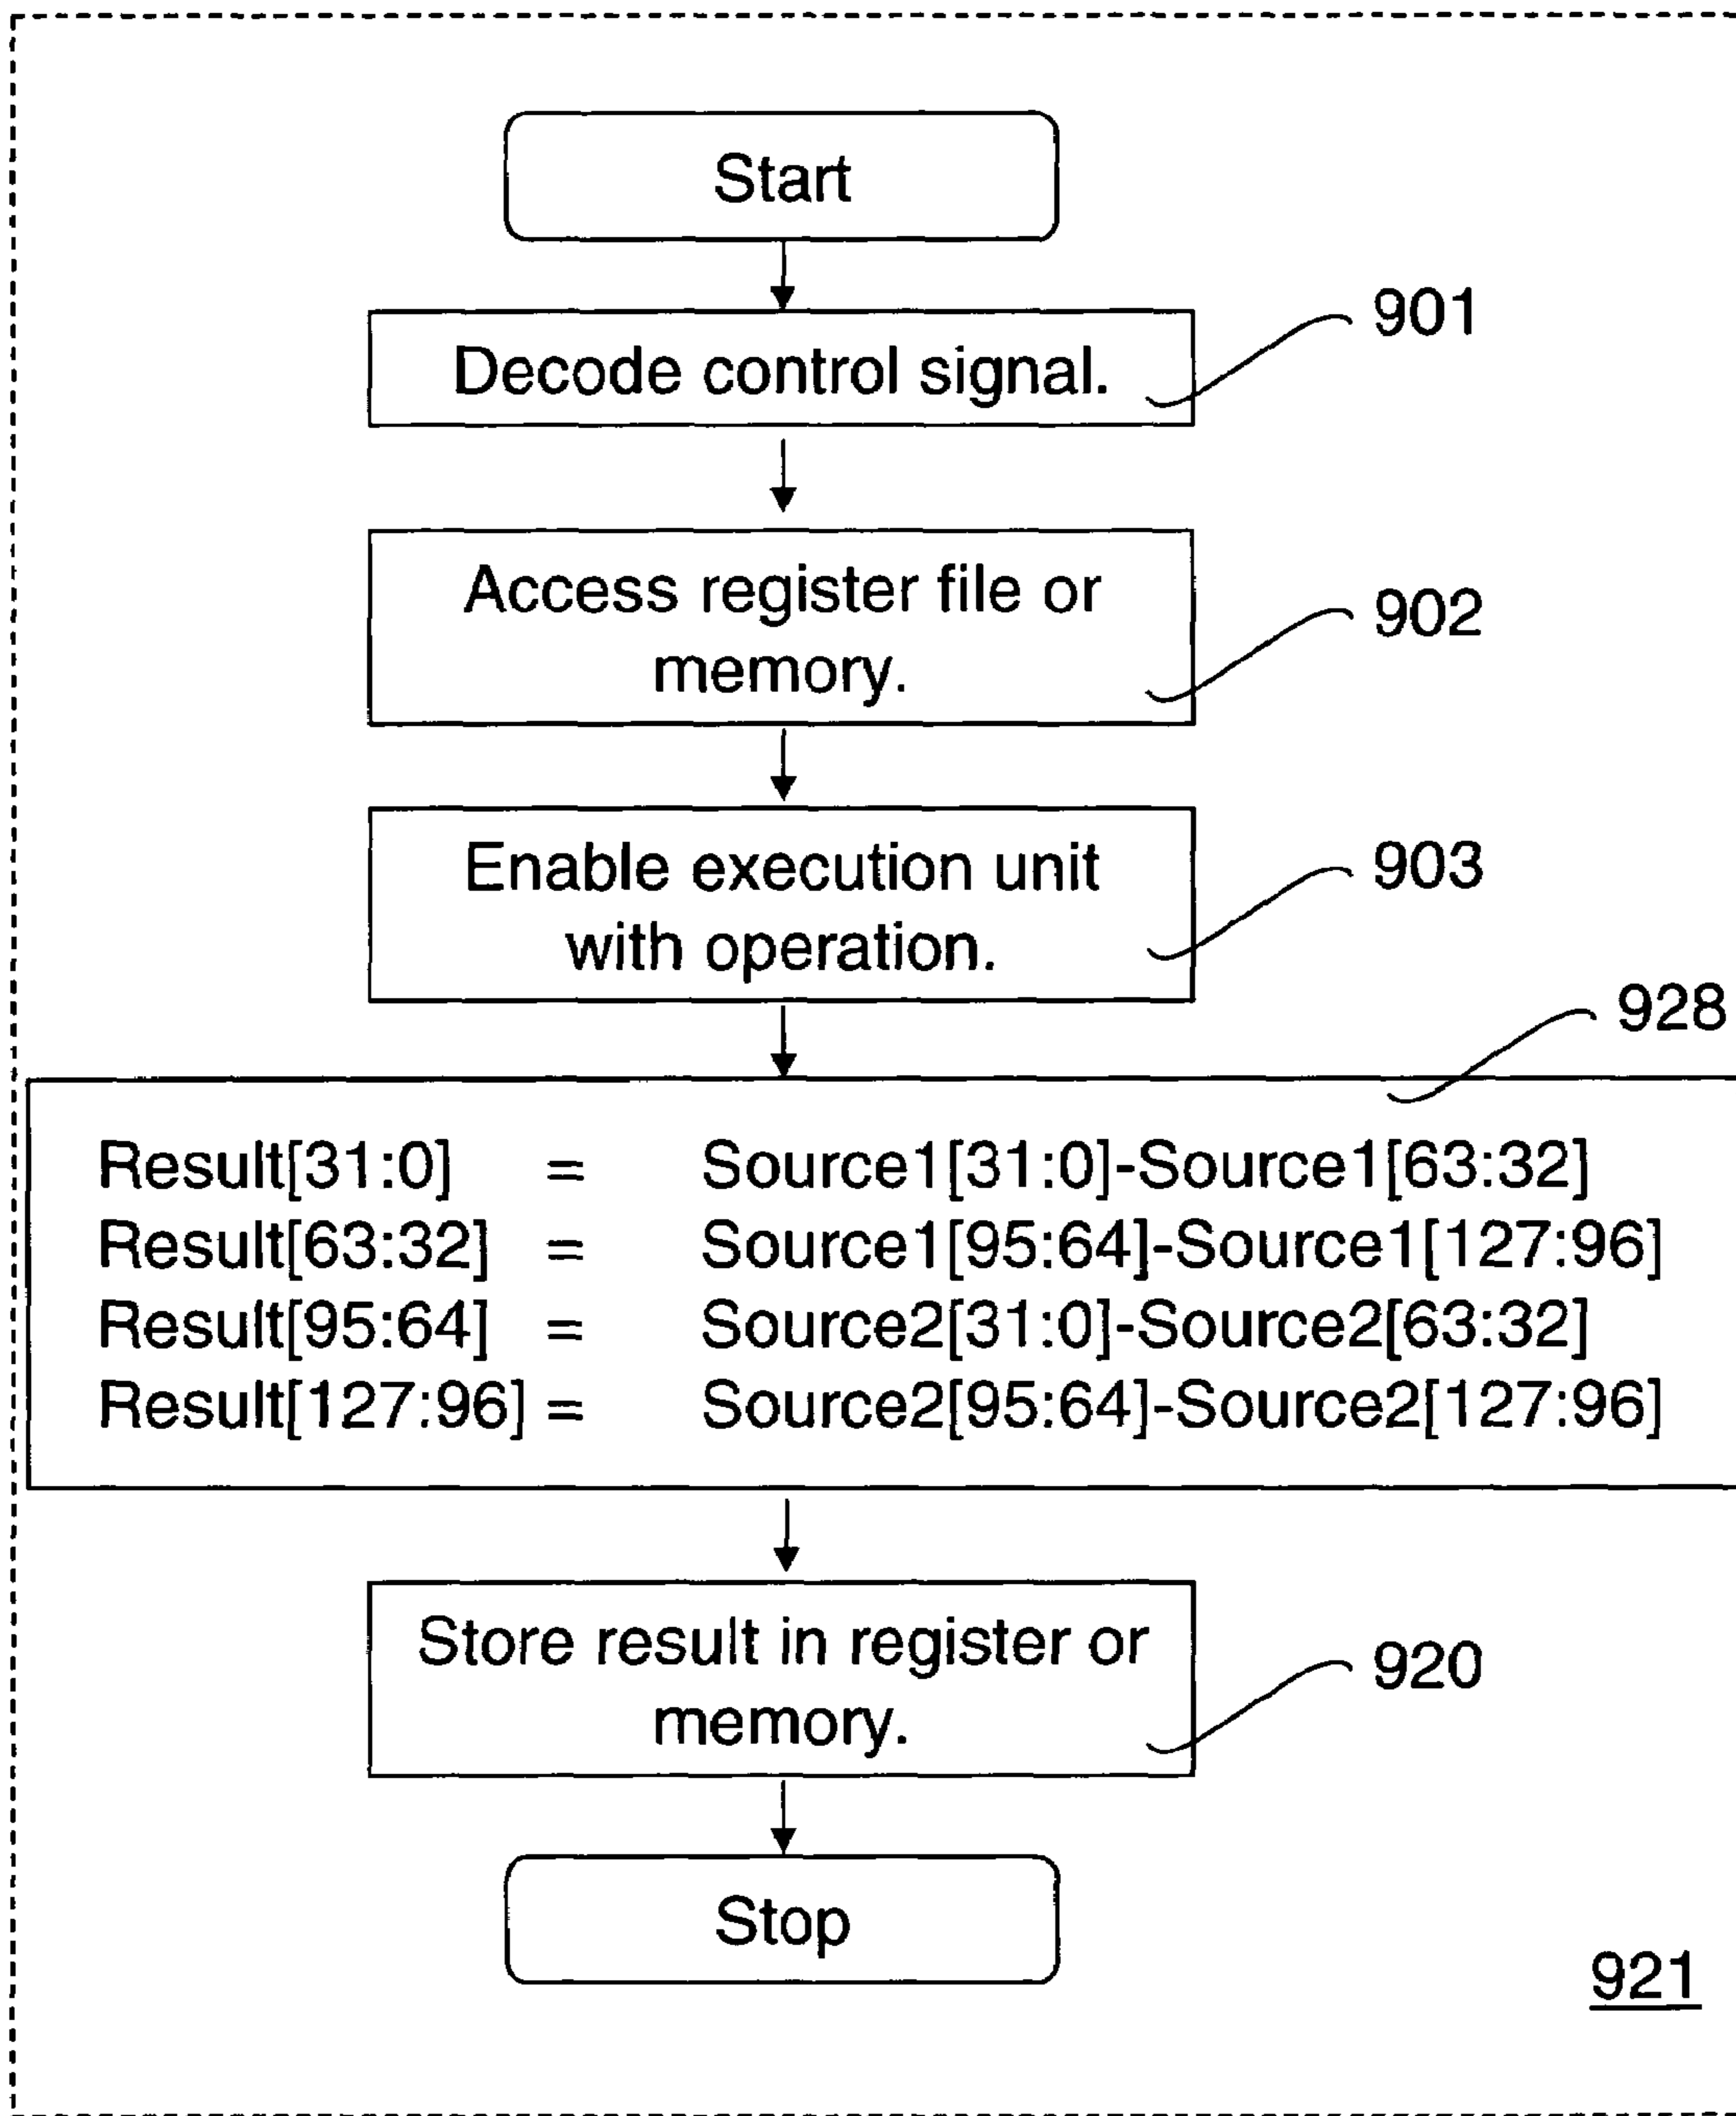 Start
901
Decode control signal.
Access register file or
memory.
902
Enable execution unit
with operation.
903
928
Result[31:0] = Source1[31:0]-Source1[63:32]
Result[63:32] = Source1[95:64]-Source1[127:96]
Result[95:64] = Source2[31:0]-Source2[63:32]
Result[127:96] = Source2[95:64]-Source2[127:96]
Store result in register or
memory.
920
Stop
921